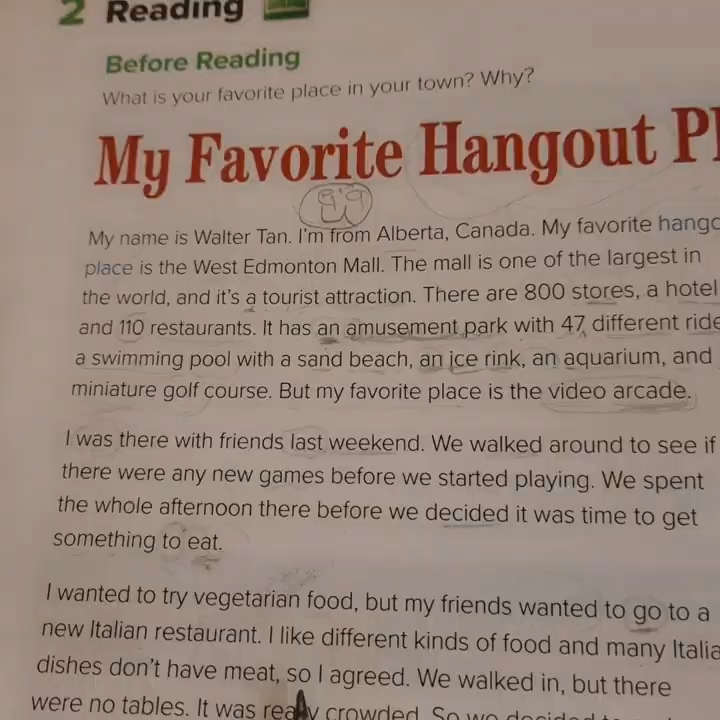 2 Reading
Before Reading
What is your favorite place in your town? Why?
My Favorite Hangout Pl
My name is Walter Tan. I'm from Alberta, Canada. My favorite hango
place is the West Edmonton Mall. The mall is one of the largest in
the world, and it's a tourist attraction. There are 800 stores, a hotel
and 110 restaurants. It has an amusement park with 47 different ride
a swimming pool with a sand beach, an ice rink, an aquarium, and
miniature golf course. But my favorite place is the video arcade.
I was there with friends last weekend. We walked around to see if
there were any new games before we started playing. We spent
the whole afternoon there before we decided it was time to get
something to eat.
I wanted to try vegetarian food, but my friends wanted to go to a
new Italian restaurant. I like different kinds of food and many Italia
dishes don't have meat, so I agreed. We walked in, but there
were no tables. It was really crowded. So we